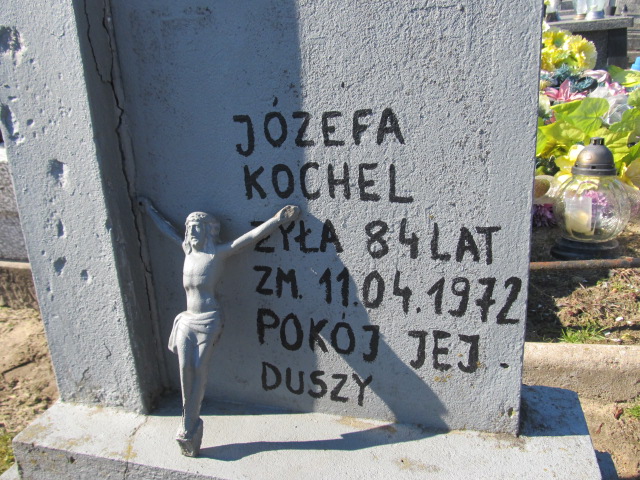 JÓZEFA
KOCHEL
ŻYŁA 84 LAT
ZM. 11.04.1972
POKÓJ JEJ.
DUSZY